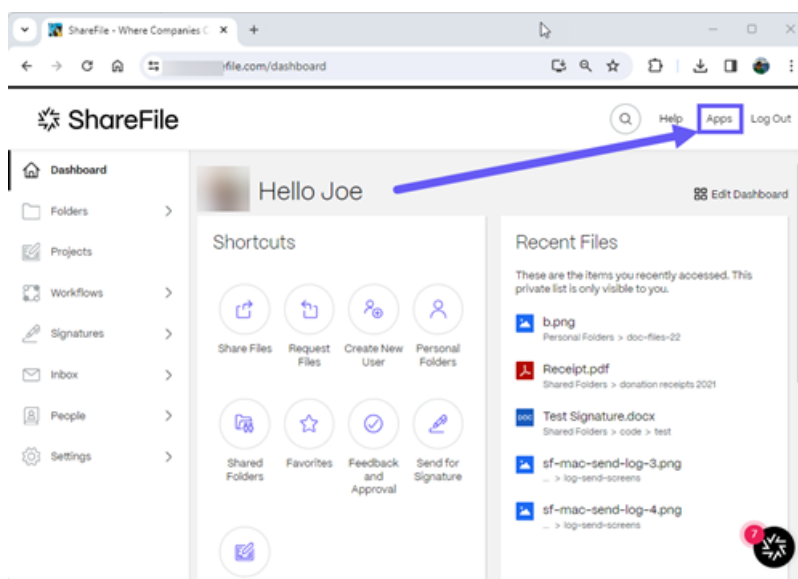 ShareFile - Where Companies C
file.com/dashboard
ShareFile
Help Apps Log Out
Dashboard
Folders
Projects
Workflows
Signatures
Inbox
People
Settings
Hello Joe
Edit Dashboard
Shortcuts
Share Files
Request
Files
Create New
User
Personal
Folders
Shared
Folders
Favorites
Feedback
and
Approval
Send for
Signature
Recent Files
These are the items you recently accessed. This
private list is only visible to you.
b.png
Personal Folders > doc-files-22
Receipt.pdf
Shared Folders > donation receipts 2021
DOC
Test Signature.docx
Shared Folders > code > test
sf-mac-send-log-3.png
... > log-send-screens
sf-mac-send-log-4.png
... > log-send-screens
7